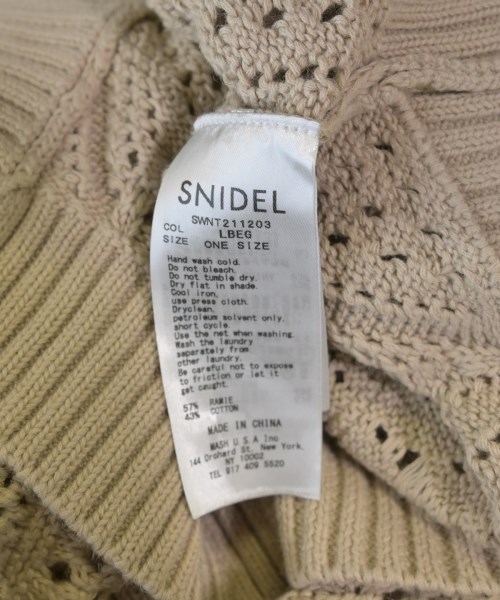 SNIDEL
SWNT211203
COL LBEG
SIZE ONE SIZE
Hand wash cold.
Do not bleach.
Do not tumble dry.
Dry flat in shade.
Cool iron,
use press cloth.
Dryclean,
petroleum solvent only,
short cycle.
Use the net when washing.
Wash the laundry
separately from
other laundry.
Be careful not to expose
to friction or let it
get caught.
57% RAMIE
43% COTTON
MADE IN CHINA
MASH U.S.A Inc
144 Orchard St. New York,
NY 10002
TEL 917 409 5520